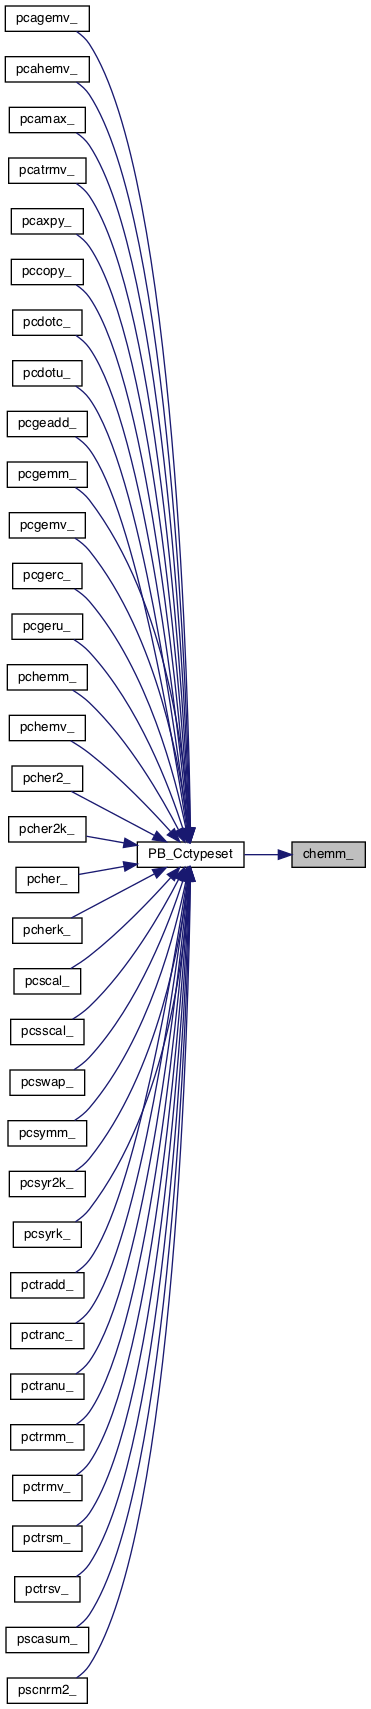 pcagemv_
pcahemv_
pcamax_
pcatrmv_
pcaxpy_
pccopy_
pcdotc_
pcdotu_
pcgeadd_
pcgemm_
pcgemv_
pcgerc_
pcgeru_
pchemm_
pchemv_
pcher2_
pcher2k_
PB_Cctypeset
chemm_
pcher_
pcherk_
pcscal_
pcsscal_
pcswap_
pcsymm_
pcsyr2k_
pcsyrk_
pctradd_
pctranc_
pctranu_
pctrmm_
pctrmv_
pctrsm_
pctrsv_
pscasum_
pscnrm2_